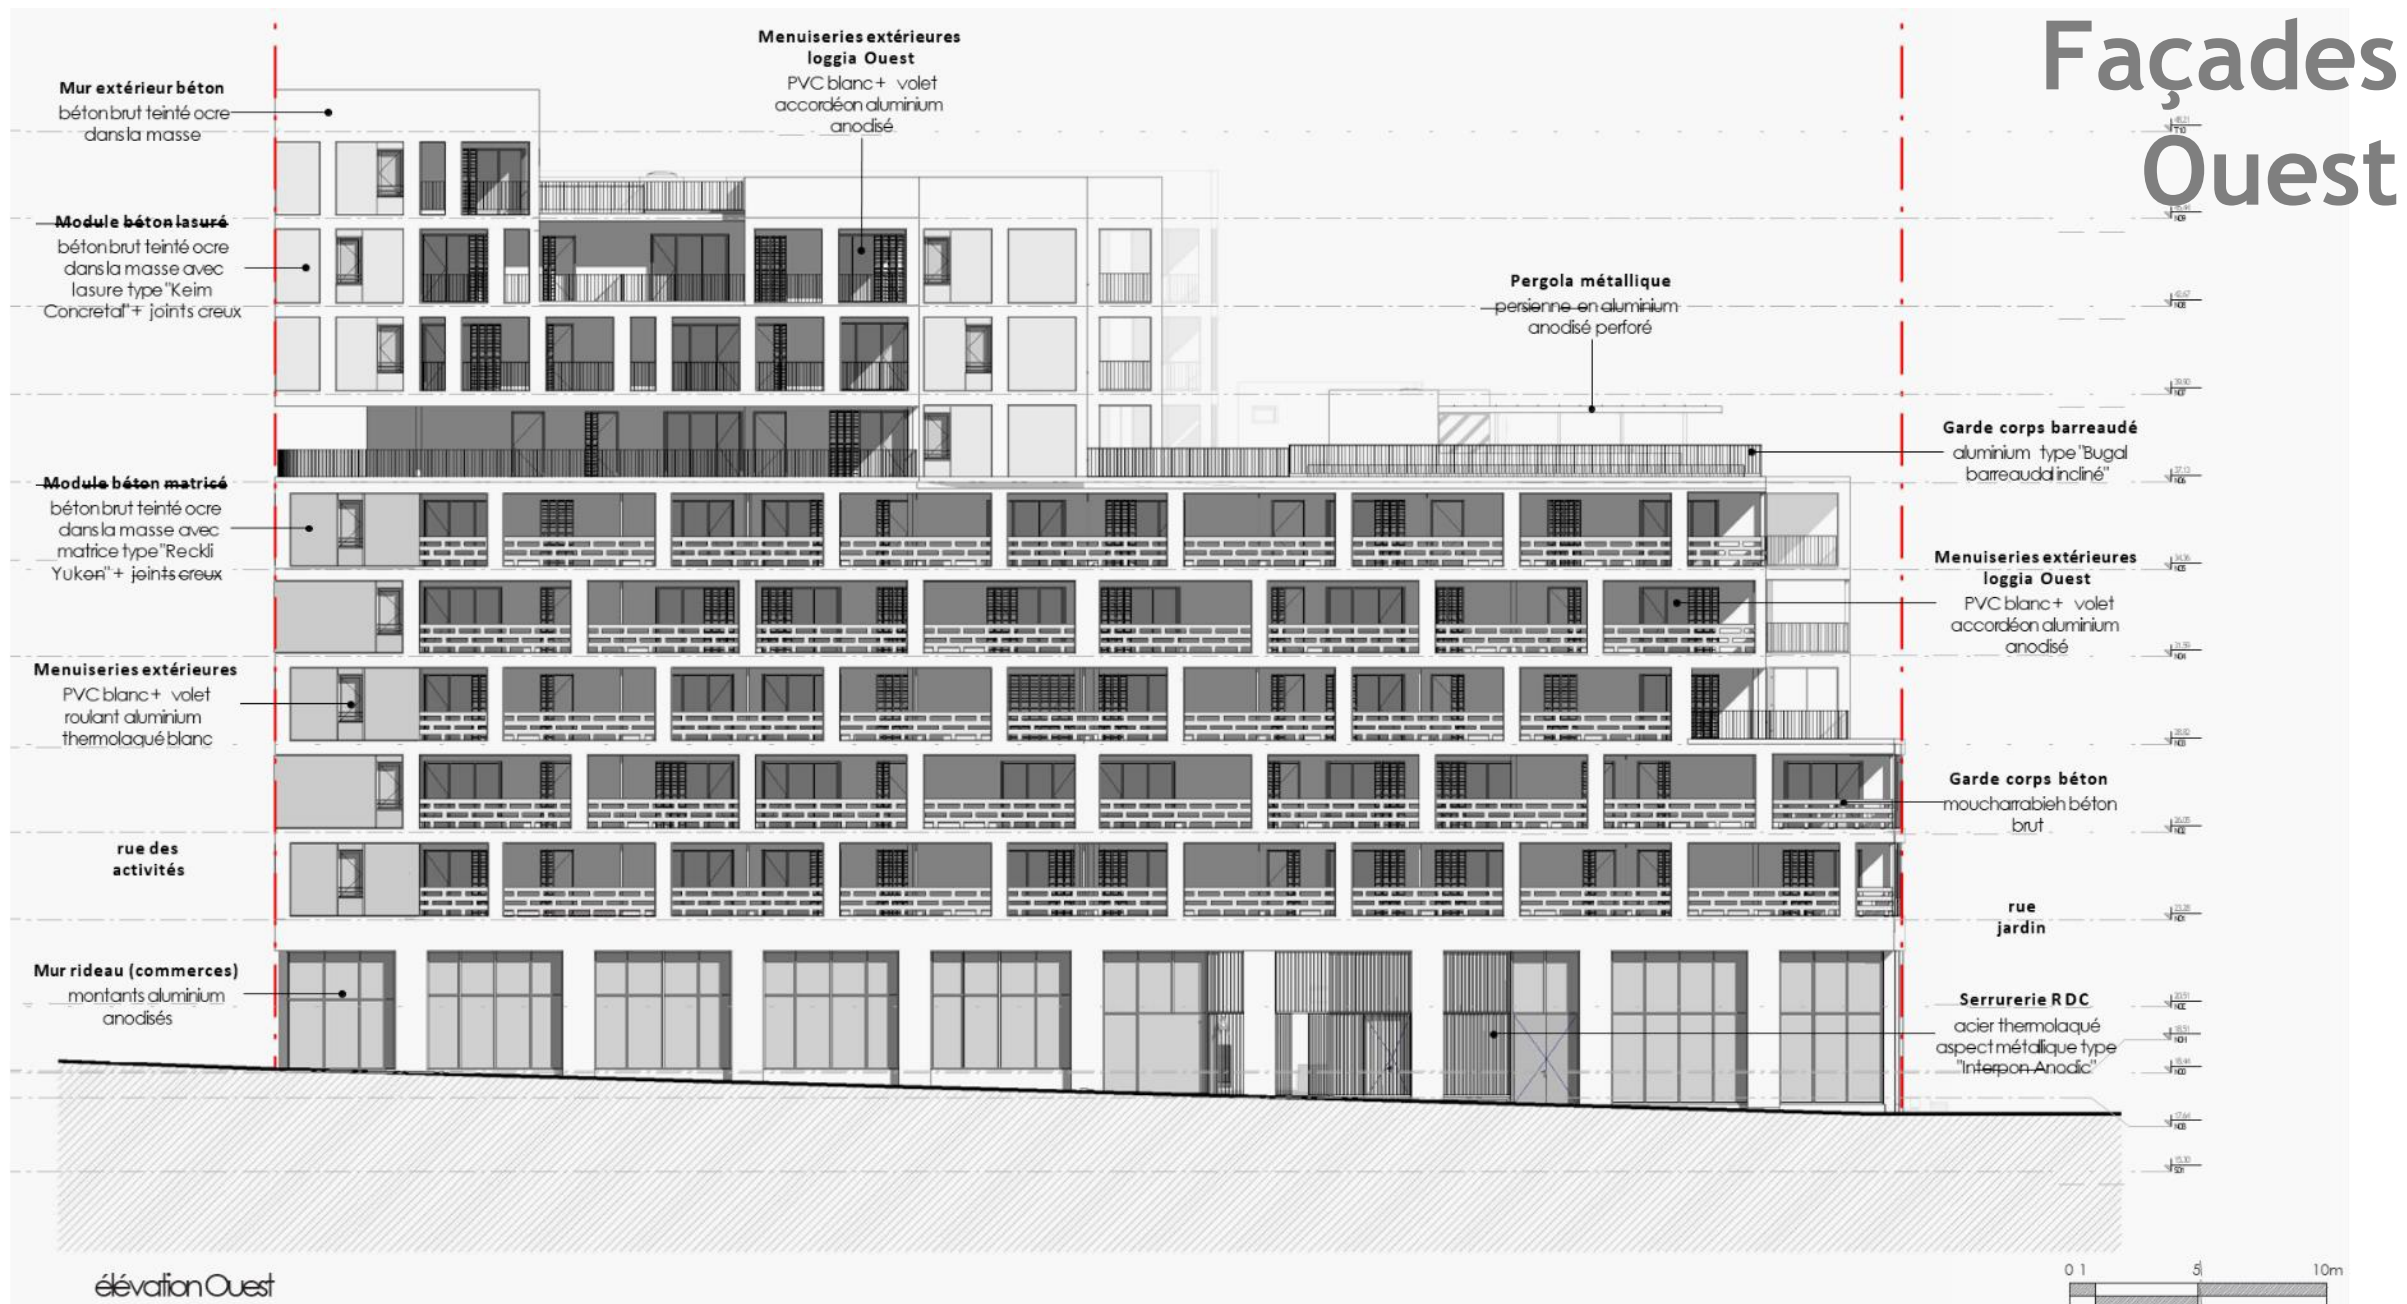 Façades
Ouest
Menuiseries extérieures
loggia Ouest
PVC blanc + volet
accordéon aluminium
anodisé
Mur extérieur béton
béton brut teinté ocre
dans la masse
Module béton lasuré
béton brut teinté ocre
dans la masse avec
lasure type "Keim
Concretal" + joints creux
Pergola métallique
persienne en aluminium
anodisé perforé
Garde corps barreaudé
aluminium type "Bugal
barreaudal incliné"
Module béton matricé
béton brut teinté ocre
dans la masse avec
matrice type "Reckli
Yukon" + joints creux
Menuiseries extérieures
loggia Ouest
PVC blanc + volet
accordéon aluminium
anodisé
Menuiseries extérieures
PVC blanc + volet
roulant aluminium
thermolaqué blanc
Garde corps béton
moucharrabieh béton
brut
rue des
activités
rue
jardin
Mur rideau (commerces)
montants aluminium
anodisés
Serrurerie RDC
acier thermolaqué
aspect métallique type
"Interpon Anodic"
élévation Ouest
0 1 5 10m